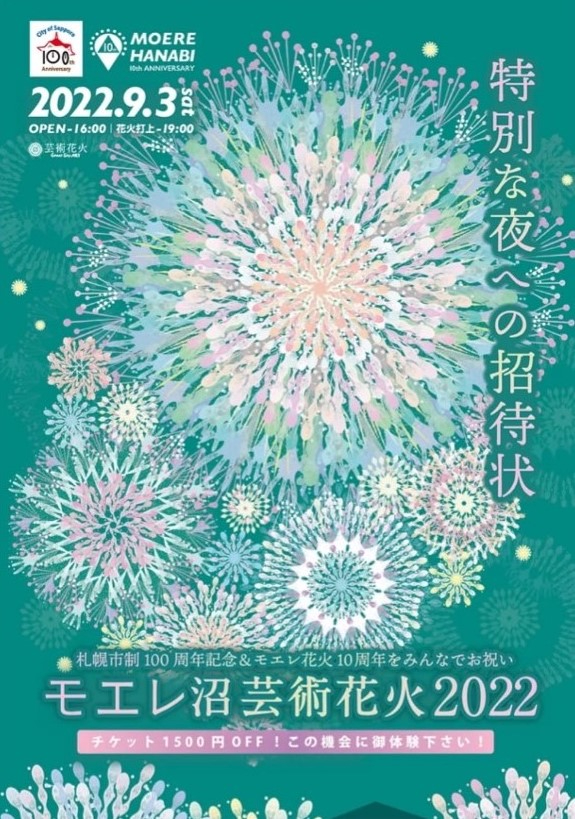 City of Sapporo
100th
Anniversary
10th
MOERE
HANABI
10th ANNIVERSARY
2022.9.3 sat
OPEN-16:00 | 花火打上-19:00
芸術花火
特別な夜への招待状
札幌市制100周年記念&モエレ花火10周年をみんなでお祝い
モエレ沼芸術花火2022
チケット1500円OFF！この機会に御体験下さい！